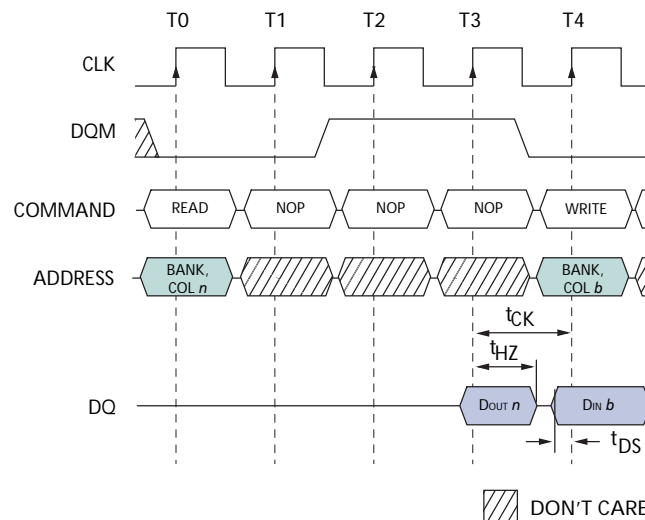 T0 T1 T2 T3 T4
CLK
DQM
COMMAND READ NOP NOP NOP WRITE
ADDRESS BANK, COL n BANK, COL b
tCK
tHZ
DQ DOUT n DIN b
tDS
DON'T CARE